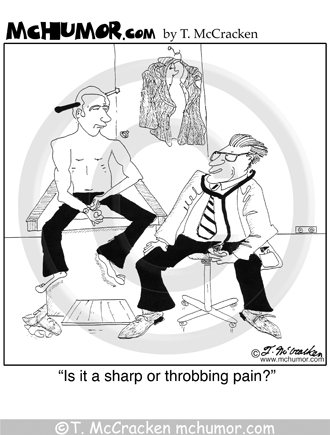 McHUMOR.com by T. McCracken
© T. McCracken
www.mchumor.com
“Is it a sharp or throbbing pain?”
©T. McCracken mchumor.com